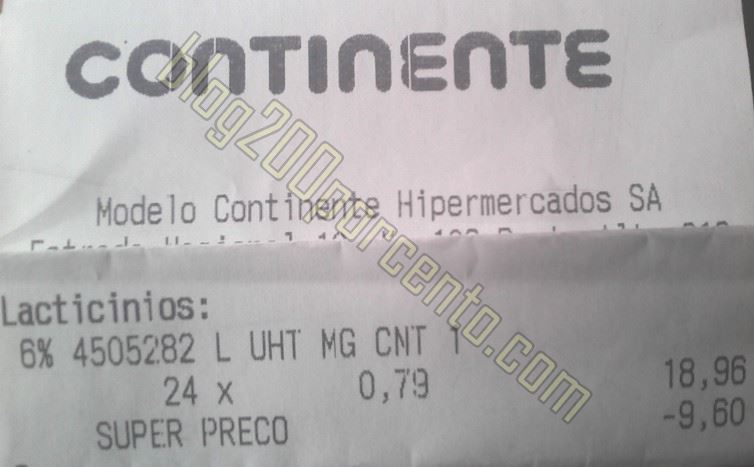 CONTINENTE
blog200porcento.com
Modelo Continente Hipermercados SA
Lacticinios:
6% 4505282 L UHT MG CNT 1
24 x 0,79 18,96
SUPER PRECO -9,60